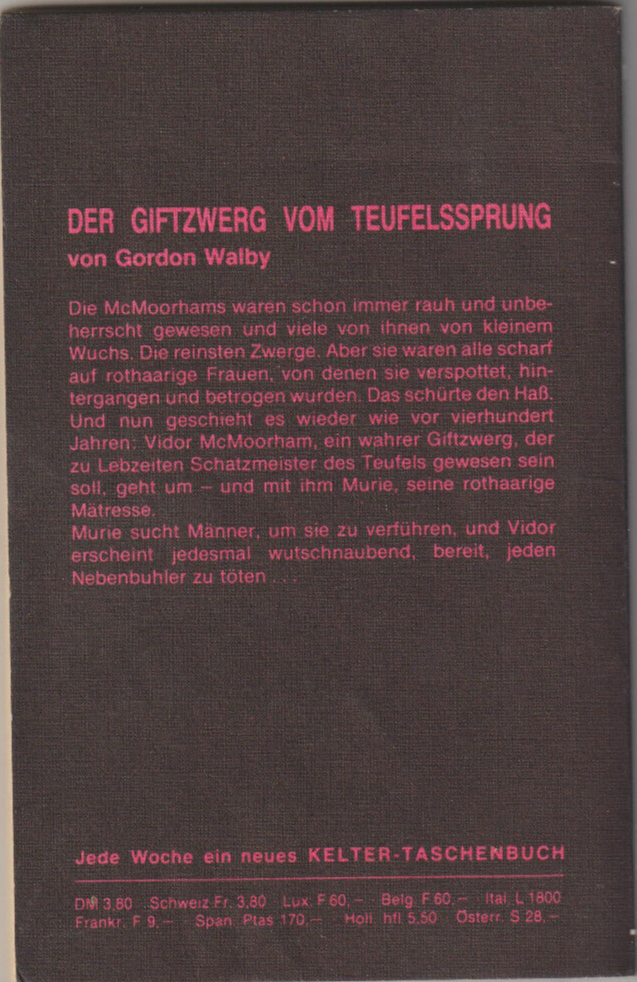 DER GIFTZWERG VOM TEUFELSSPRUNG
von Gordon Walby
Die McMoorhams waren schon immer rauh und unbe-
herrscht gewesen und viele von ihnen von kleinem
Wuchs. Die reinsten Zwerge. Aber sie waren alle scharf
auf rothaarige Frauen, von denen sie verspottet, hin-
tergangen und betrogen wurden. Das schürte den Haß.
Und nun geschieht es wieder wie vor vierhundert
Jahren: Vidor McMoorham, ein wahrer Giftzwerg, der
zu Lebzeiten Schatzmeister des Teufels gewesen sein
soll, geht um – und mit ihm Murie, seine rothaarige
Mätresse.
Murie sucht Männer, um sie zu verführen, und Vidor
erscheint jedesmal wutschnaubend, bereit, jeden
Nebenbuhler zu töten . . .
Jede Woche ein neues KELTER-TASCHENBUCH
DM 3,80 Schweiz Fr. 3,80 Lux. F 60,– Belg. F 60,– Ital. L 1800
Frankr. F 9,– Span. Ptas 170,– Holl. hfl 5,50 Österr. S 28,–